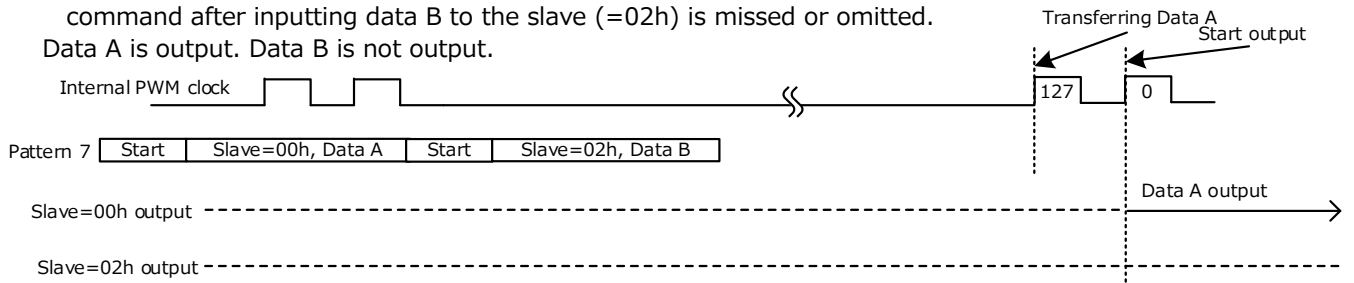 command after inputting data B to the slave (=02h) is missed or omitted.
Data A is output. Data B is not output.
Transferring Data A
Start output
Internal PWM clock
127
0
Pattern 7
Start
Slave=00h, Data A
Start
Slave=02h, Data B
Data A output
Slave=00h output
Slave=02h output